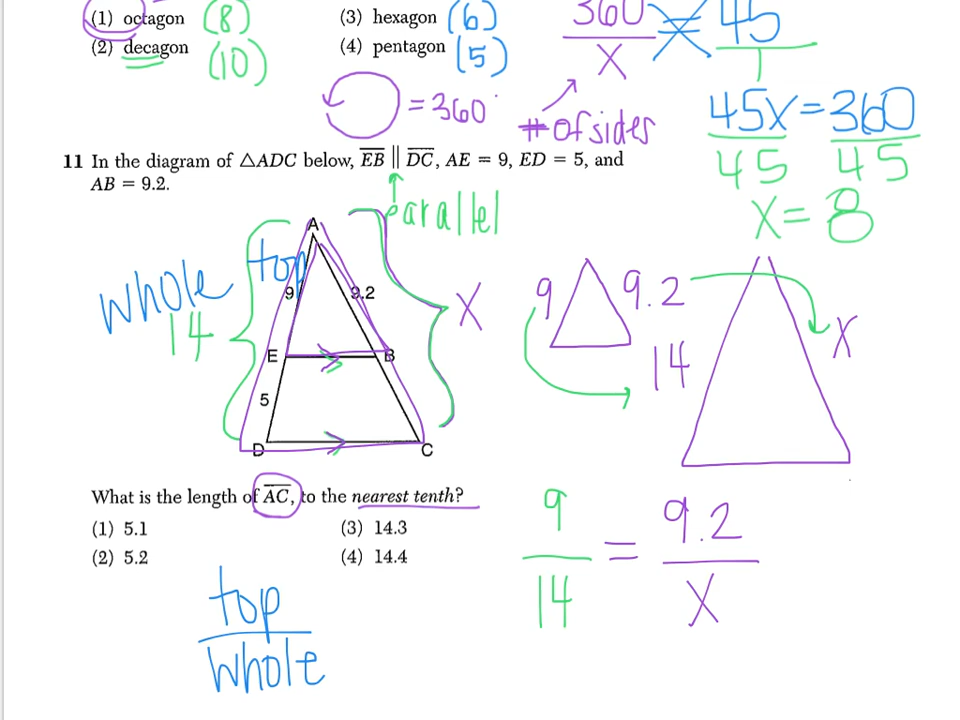 (1) octagon (8) (3) hexagon (6) 360/x 45/1
(2) decagon (10) (4) pentagon (5)
= 360° # of sides 45x = 360
45 45
x = 8
11 In the diagram of △ADC below, EB || DC, AE = 9, ED = 5, and
AB = 9.2.
parallel
A
whole top
14
9 9.2 x
E B
5
D C
9 9.2
14 x
What is the length of AC, to the nearest tenth?
(1) 5.1 (3) 14.3
(2) 5.2 (4) 14.4
9/14 = 9.2/x
top
whole